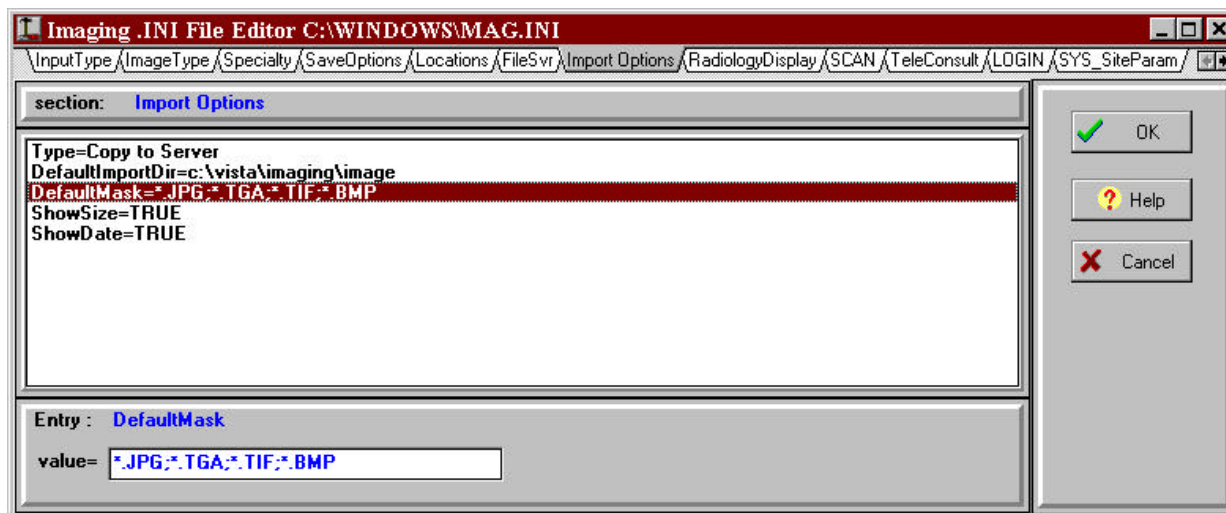 Imaging .INI File Editor C:\WINDOWS\MAG.INI
InputType ImageType Specialty SaveOptions Locations FileSvr Import Options RadiologyDisplay SCAN TeleConsult LOGIN SYS_SiteParam
section: Import Options
Type=Copy to Server
DefaultImportDir=c:\vista\imaging\image
DefaultMask=*.JPG;*.TGA;*.TIF;*.BMP
ShowSize=TRUE
ShowDate=TRUE
Entry : DefaultMask
value= *.JPG;*.TGA;*.TIF;*.BMP
OK
Help
Cancel